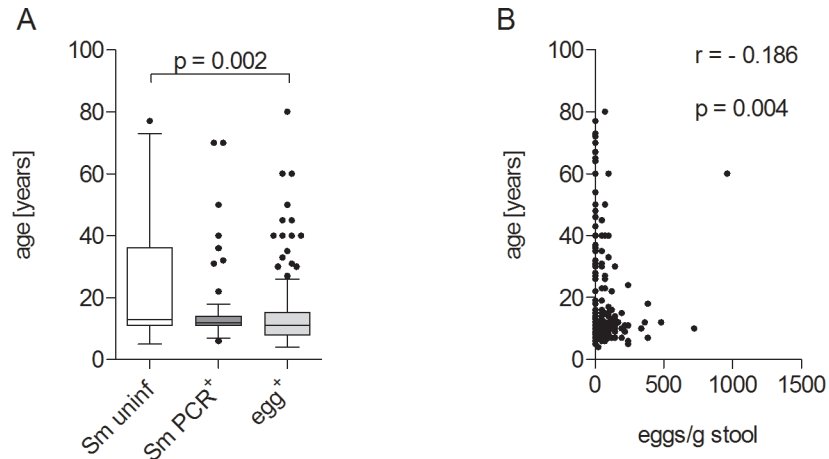 A
B
100
80
60
40
20
0
age [years]
p = 0.002
Sm uninf
Sm PCR+
egg +
100
80
60
40
20
0
age [years]
r = - 0.186
p = 0.004
0
500
1000
1500
eggs/g stool